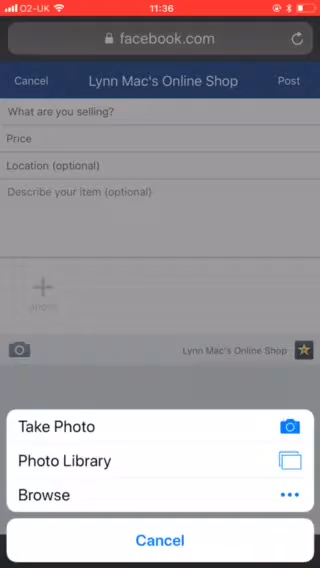 O2-UK 11:36
facebook.com
Cancel Lynn Mac's Online Shop Post
What are you selling?
Price
Location (optional)
Describe your item (optional)
Lynn Mac's Online Shop
Take Photo
Photo Library
Browse
Cancel